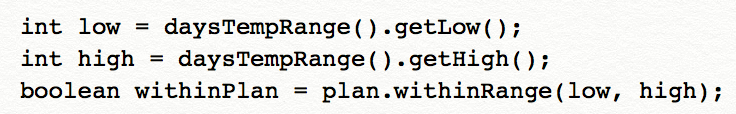 int low = daysTempRange().getLow();
int high = daysTempRange().getHigh();
boolean withinPlan = plan.withinRange(low, high);